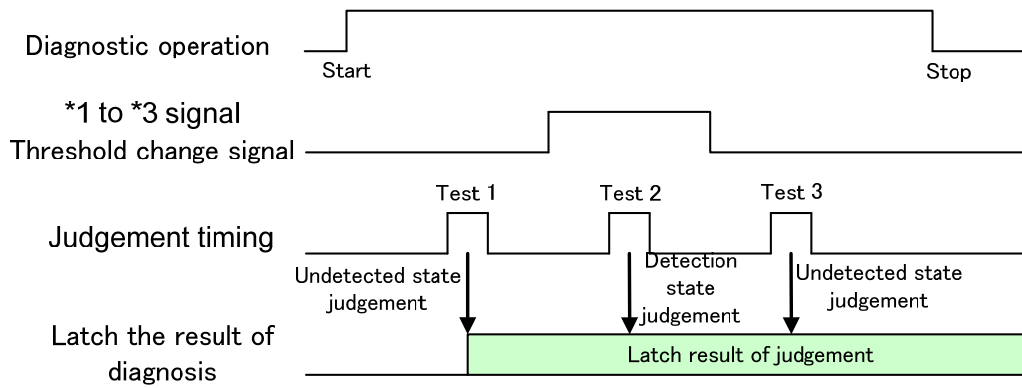 Diagnostic operation
Start
Stop
*1 to *3 signal
Threshold change signal
Test 1
Test 2
Test 3
Judgement timing
Undetected state
judgement
Detection
state
judgement
Undetected state
judgement
Latch the result of
diagnosis
Latch result of judgement